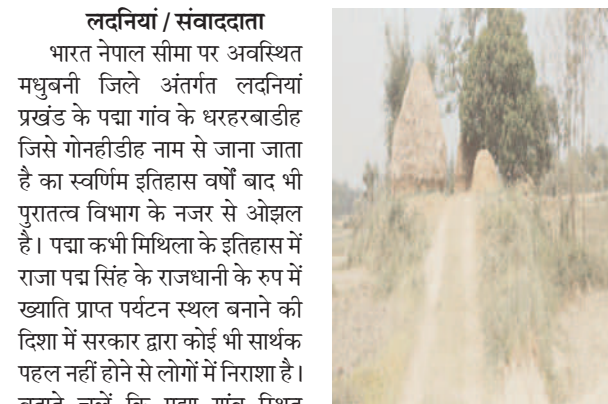 लदनियां / संवाददाता
भारत नेपाल सीमा पर अवस्थित
मधुबनी जिले अंतर्गत लदनियां
प्रखंड के पद्मा गांव के धरहरबाडीह
जिसे गोनहीडीह नाम से जाना जाता
है का स्वर्णिम इतिहास वर्षों बाद भी
पुरातत्व विभाग के नजर से ओझल
है। पद्मा कभी मिथिला के इतिहास में
राजा पद्म सिंह के राजधानी के रुप में
ख्याति प्राप्त पर्यटन स्थल बनाने की
दिशा में सरकार द्वारा कोई भी सार्थक
पहल नहीं होने से लोगों में निराशा है।